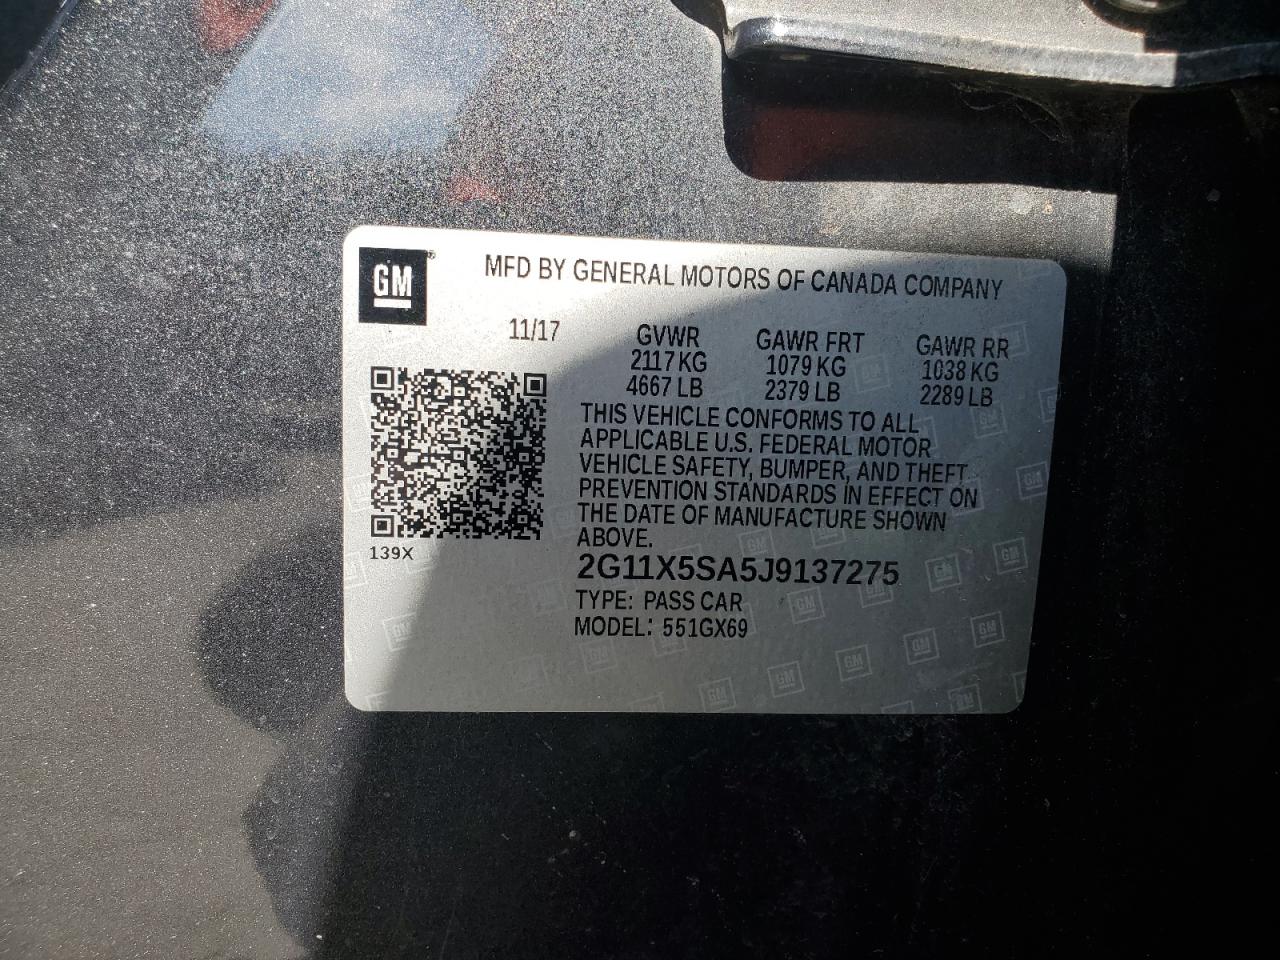 GM
MFD BY GENERAL MOTORS OF CANADA COMPANY
11/17
GVWR GAWR FRT GAWR RR
2117 KG 1079 KG 1038 KG
4667 LB 2379 LB 2289 LB
THIS VEHICLE CONFORMS TO ALL
APPLICABLE U.S. FEDERAL MOTOR
VEHICLE SAFETY, BUMPER, AND THEFT
PREVENTION STANDARDS IN EFFECT ON
THE DATE OF MANUFACTURE SHOWN
ABOVE.
139X
2G11X5SA5J9137275
TYPE: PASS CAR
MODEL: 551GX69